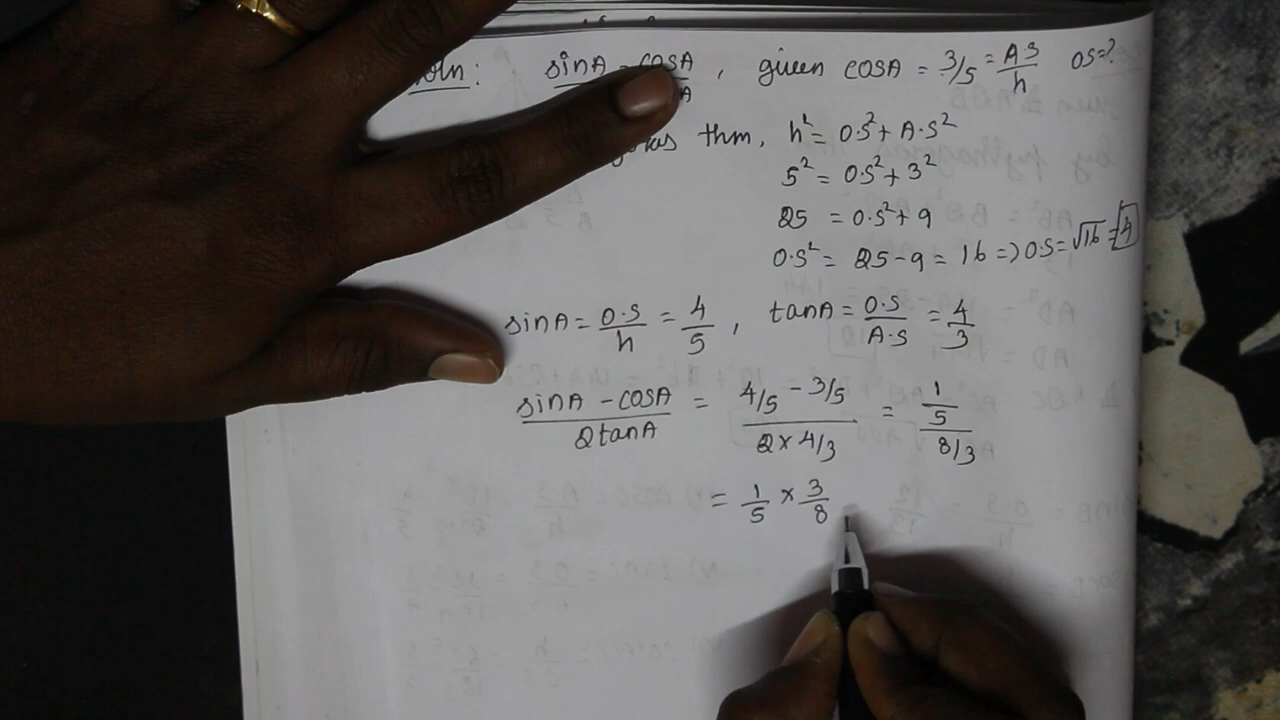 oln: sinA - cosA , given cosA = 3/5 = A.S/h OS=?
thm, h² = O.S² + A.S²
5² = O.S² + 3²
25 = O.S² + 9
O.S² = 25-9 = 16 => O.S = √16 = 4
sinA = O.S/h = 4/5 , tanA = O.S/A.S = 4/3
sinA - cosA / 2tanA = 4/5 - 3/5 / 2 × 4/3 = 1/5 / 8/3
= 1/5 × 3/8